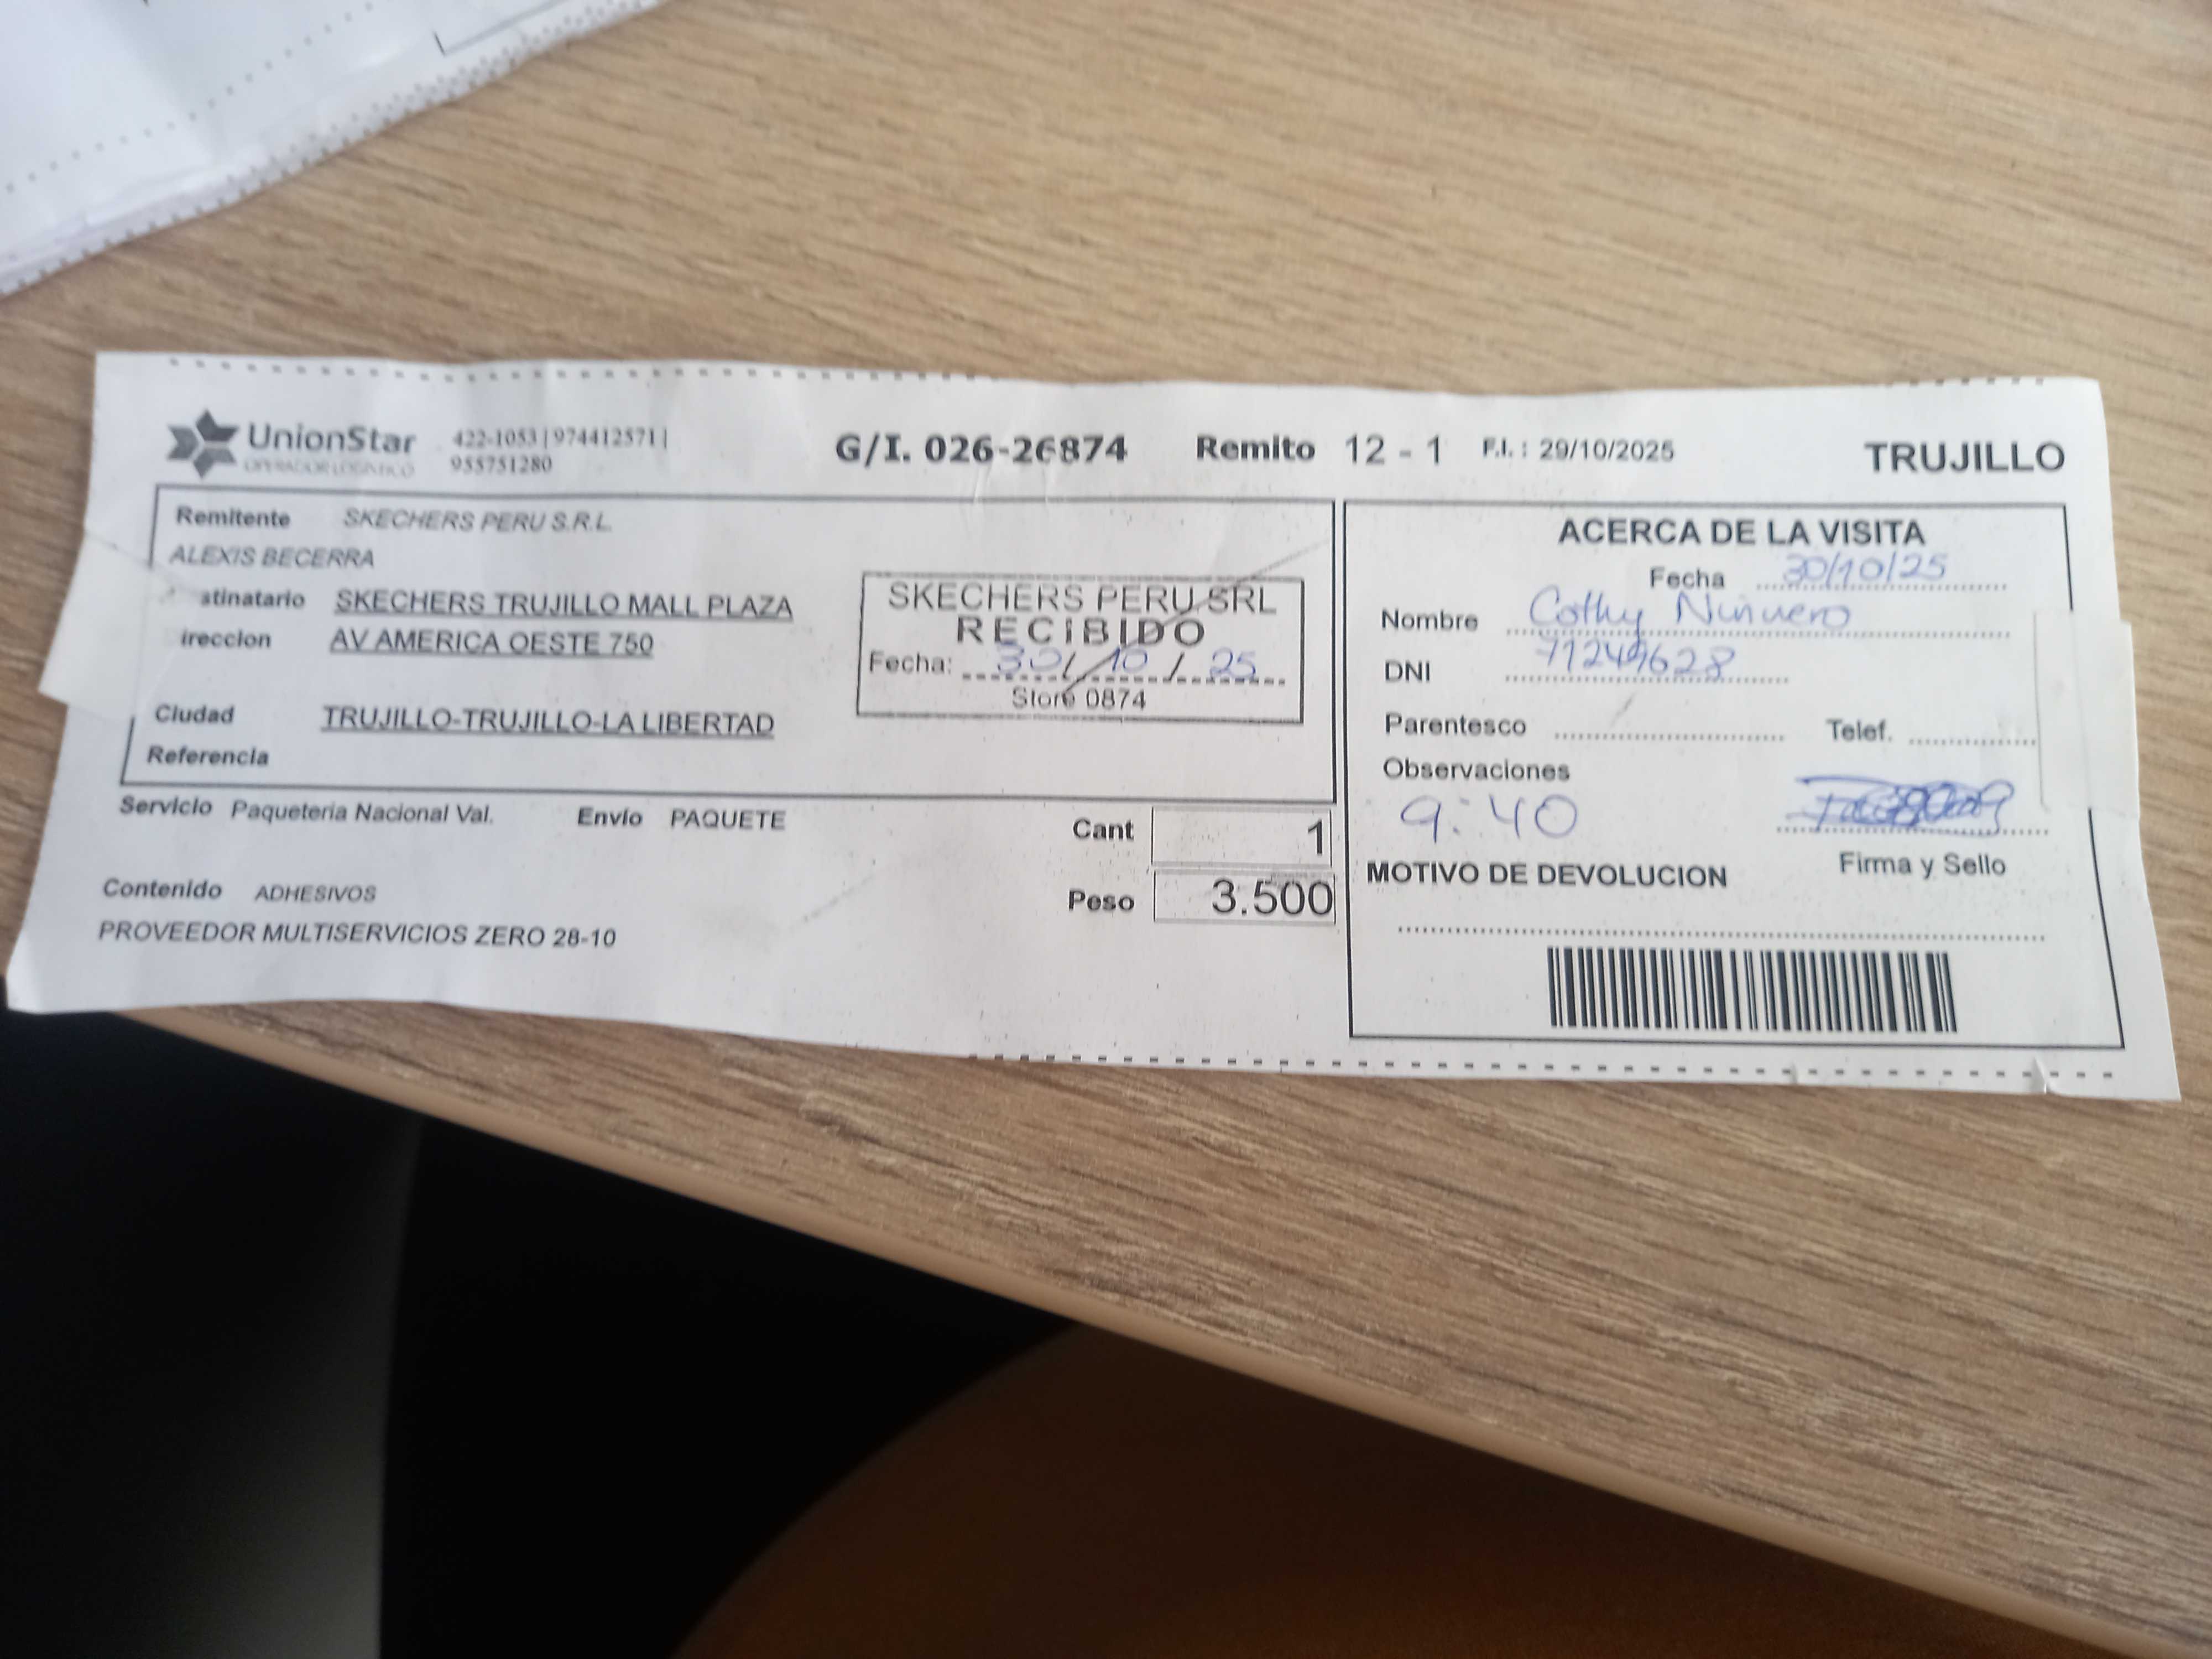 UnionStar
OPERADOR LOGISTICO
422-1053 | 974412571 |
955751280
G/I. 026-26874
Remito 12 - 1
F.I. : 29/10/2025
TRUJILLO
Remitente SKECHERS PERU S.R.L.
ALEXIS BECERRA
stinatario SKECHERS TRUJILLO MALL PLAZA
ireccion AV AMERICA OESTE 750
Ciudad TRUJILLO-TRUJILLO-LA LIBERTAD
Referencia
SKECHERS PERU SRL
RECIBIDO
Fecha: 30 / 10 / 25
Store 0874
Servicio Paqueteria Nacional Val. Envio PAQUETE
Cant 1
Peso 3.500
Contenido ADHESIVOS
PROVEEDOR MULTISERVICIOS ZERO 28-10
ACERCA DE LA VISITA
Fecha 30/10/25
Nombre Cathy
DNI
Parentesco Telef.
Observaciones
9:40
Firma y Sello
MOTIVO DE DEVOLUCION